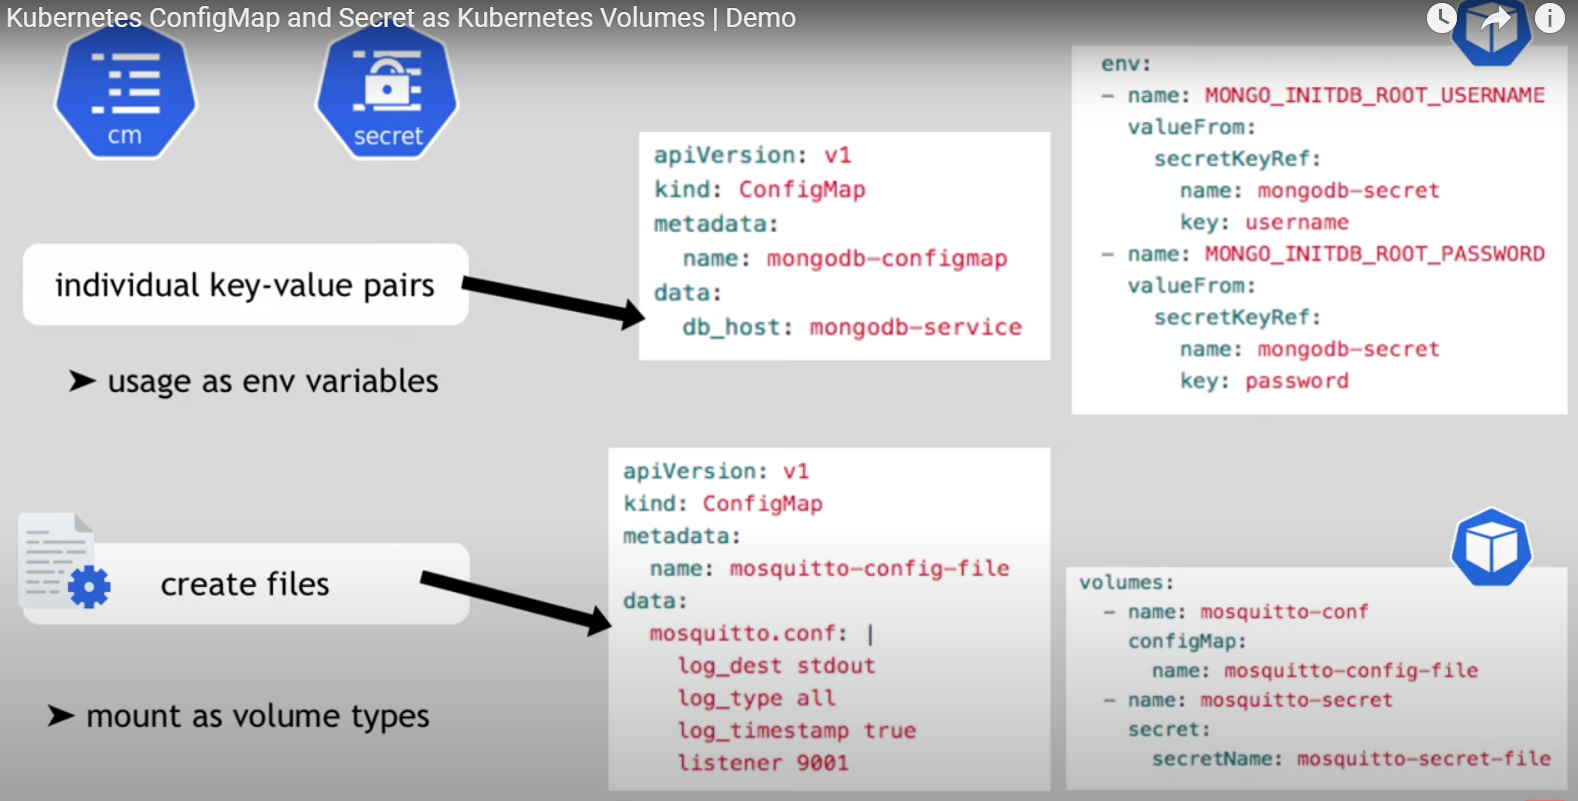 Kubernetes ConfigMap and Secret as Kubernetes Volumes | Demo
cm
secret
individual key-value pairs
➤ usage as env variables
apiVersion: v1
kind: ConfigMap
metadata:
  name: mongodb-configmap
data:
  db_host: mongodb-service
env:
- name: MONGO_INITDB_ROOT_USERNAME
  valueFrom:
    secretKeyRef:
      name: mongodb-secret
      key: username
- name: MONGO_INITDB_ROOT_PASSWORD
  valueFrom:
    secretKeyRef:
      name: mongodb-secret
      key: password
create files
➤ mount as volume types
apiVersion: v1
kind: ConfigMap
metadata:
  name: mosquitto-config-file
data:
  mosquitto.conf: |
    log_dest stdout
    log_type all
    log_timestamp true
    listener 9001
volumes:
  - name: mosquitto-conf
    configMap:
      name: mosquitto-config-file
  - name: mosquitto-secret
    secret:
      secretName: mosquitto-secret-file